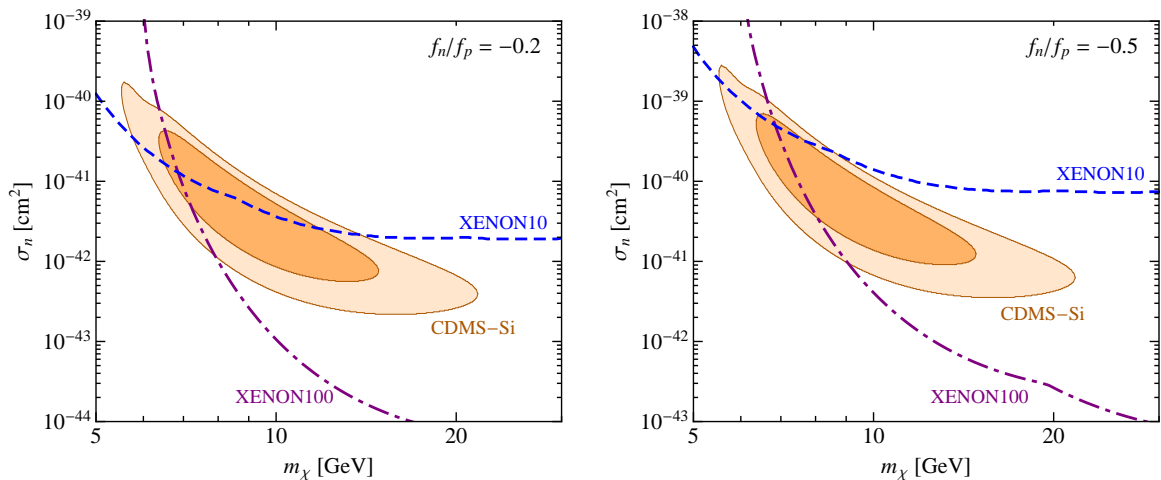 f_n/f_p = −0.2
10^−39
10^−40
10^−41
10^−42
10^−43
10^−44
σ_n [cm^2]
XENON10
CDMS−Si
XENON100
5 10 20
m_χ [GeV]
f_n/f_p = −0.5
10^−38
10^−39
10^−40
10^−41
10^−42
10^−43
σ_n [cm^2]
XENON10
CDMS−Si
XENON100
5 10 20
m_χ [GeV]